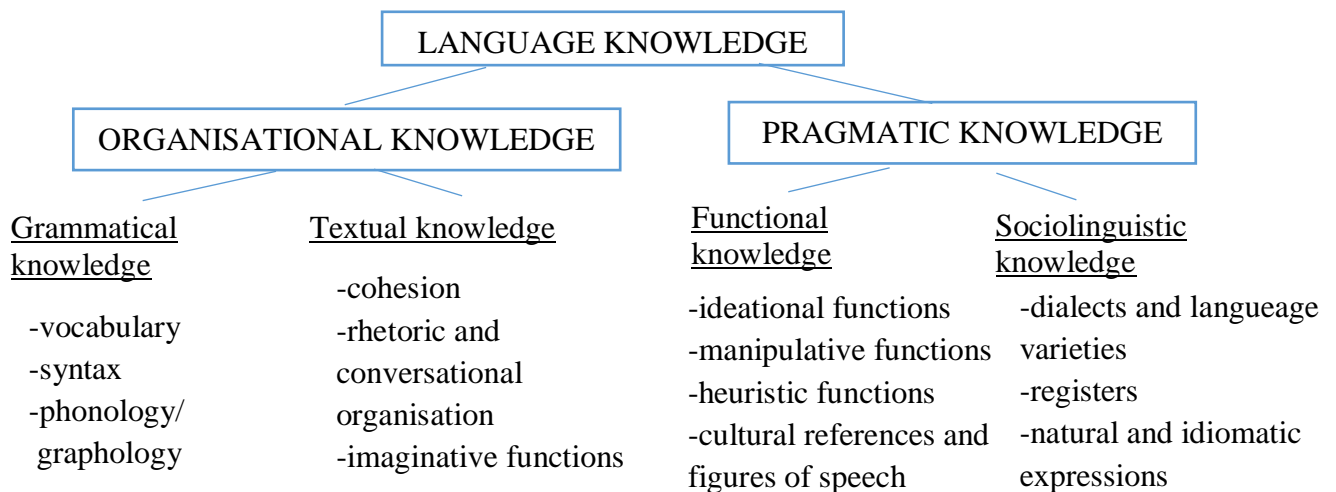 LANGUAGE KNOWLEDGE
ORGANISATIONAL KNOWLEDGE
PRAGMATIC KNOWLEDGE
Grammatical
knowledge
-vocabulary
-syntax
-phonology/
graphology
Textual knowledge
-cohesion
-rhetoric and
conversational
organisation
-imaginative functions
Functional
knowledge
-ideational functions
-manipulative functions
-heuristic functions
-cultural references and
figures of speech
Sociolinguistic
knowledge
-dialects and langueage
varieties
-registers
-natural and idiomatic
expressions